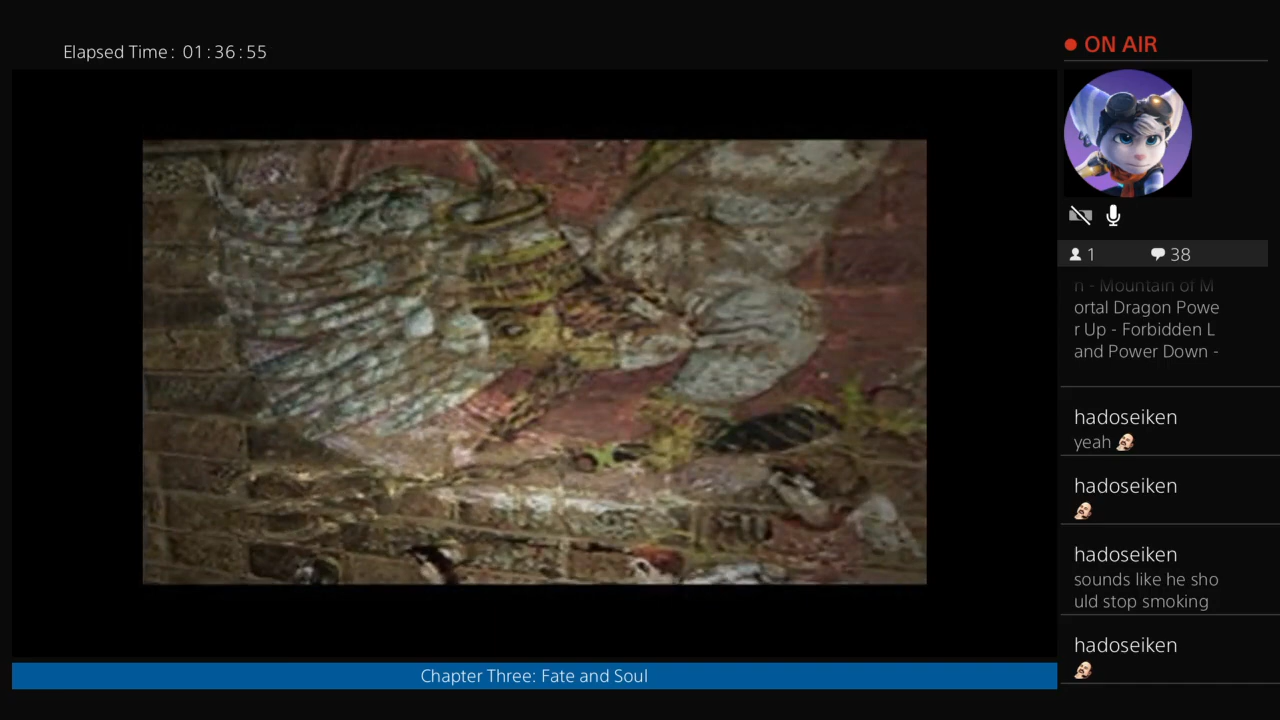 Elapsed Time: 01:36:55
ON AIR
1
38
n - Mountain of M
ortal Dragon Powe
r Up - Forbidden L
and Power Down -
hadoseiken
yeah
hadoseiken
hadoseiken
sounds like he sho
uld stop smoking
hadoseiken
Chapter Three: Fate and Soul